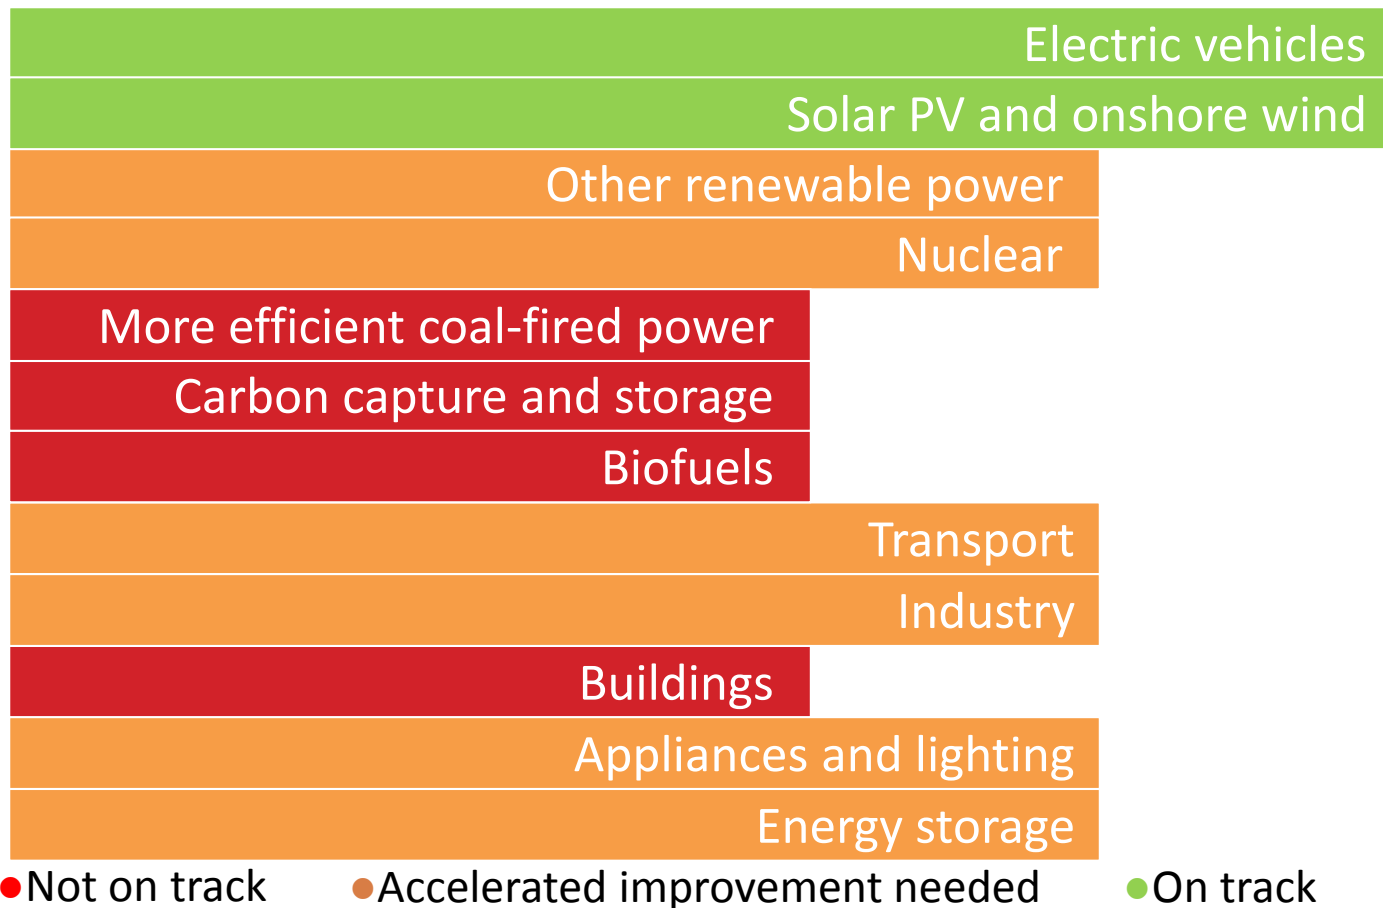 Electric vehicles
Solar PV and onshore wind
Other renewable power
Nuclear
More efficient coal-fired power
Carbon capture and storage
Biofuels
Transport
Industry
Buildings
Appliances and lighting
Energy storage
Not on track
Accelerated improvement needed
On track